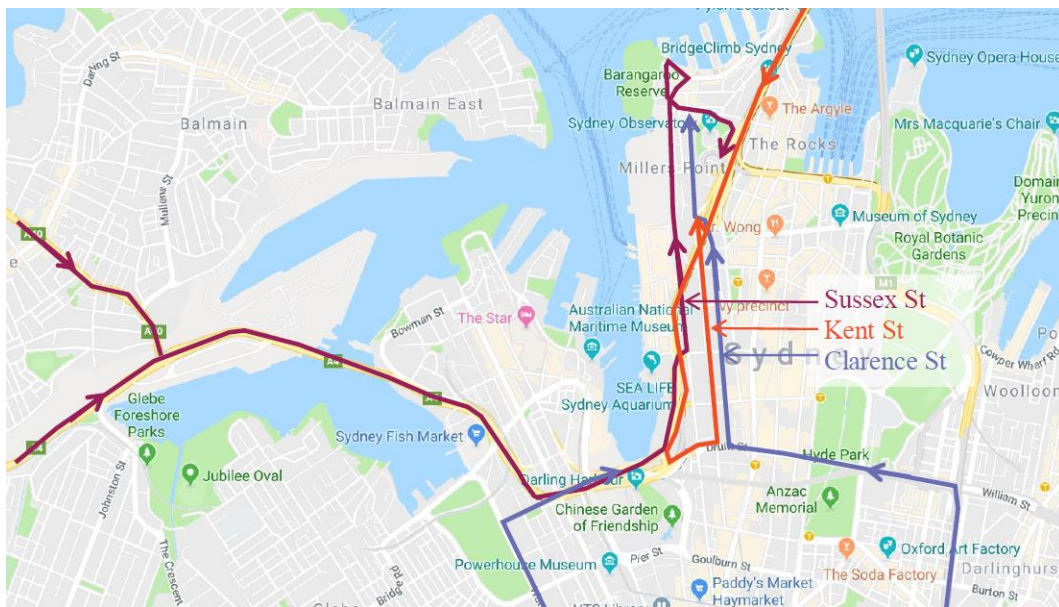 Darling St
Balmain
Balmain East
Mullens St
A40
A40
A4
A4
Glebe
Foreshore
Parks
Jubilee Oval
Johnston St
The Crescent
Bowman St
The Star
Sydney Fish Market
Barangaroo
Reserve
BridgeClimb Sydney
Sydney Observatory
The Argyle
The Rocks
Millers Point
Sydney Opera House
Mrs Macquarie's Chair
Museum of Sydney
Royal Botanic
Gardens
Domain
M1
Australian National
Maritime Museum
SEA LIFE
Sydney Aquarium
Sussex St
Kent St
Clarence St
Sydney
Cowper Wharf Rd
Hyde Park
William St
Anzac
Memorial
Darling Harbour
Chinese Garden
of Friendship
Powerhouse Museum
Pier St
Goulburn St
Paddy's Market
Haymarket
Oxford Art Factory
The Soda Factory
Burton St